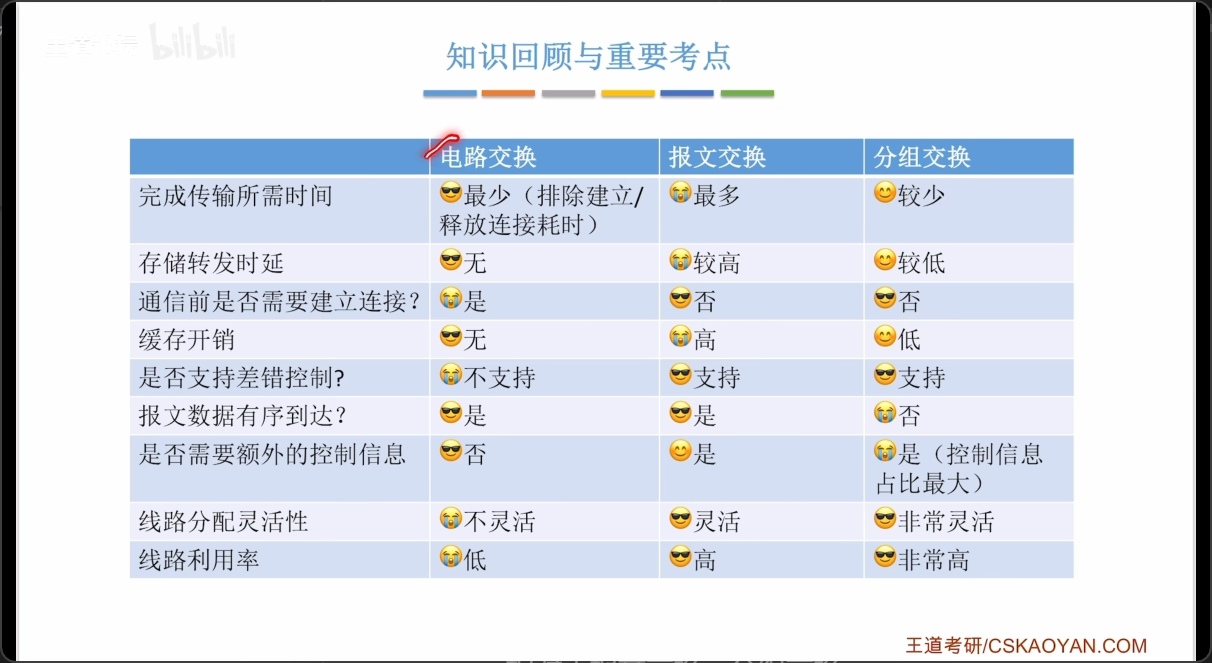 bilibili
知识回顾与重要考点
电路交换 报文交换 分组交换
完成传输所需时间 😎最少（排除建立/ 😭最多 😊较少
释放连接耗时）
存储转发时延 😎无 😭较高 😊较低
通信前是否需要建立连接？ 😭是 😎否 😎否
缓存开销 😎无 😭高 😊低
是否支持差错控制? 😭不支持 😎支持 😎支持
报文数据有序到达？ 😎是 😎是 😭否
是否需要额外的控制信息 😎否 😊是 😭是（控制信息
占比最大）
线路分配灵活性 😭不灵活 😎灵活 😎非常灵活
线路利用率 😭低 😎高 😎非常高
王道考研/CSKAOYAN.COM